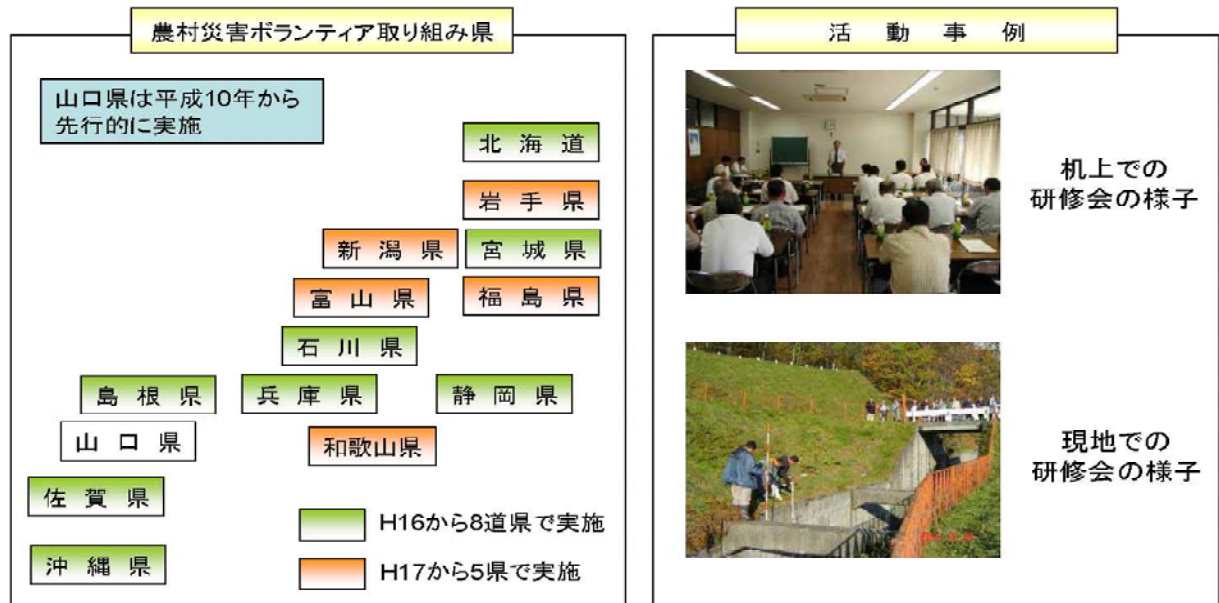 農村災害ボランティア取り組み県
山口県は平成10年から
先行的に実施
北海道
岩手県
新潟県
宮城県
富山県
福島県
石川県
島根県
兵庫県
静岡県
山口県
和歌山県
佐賀県
沖縄県
H16から8道県で実施
H17から5県で実施
活動事例
机上での
研修会の様子
現地での
研修会の様子